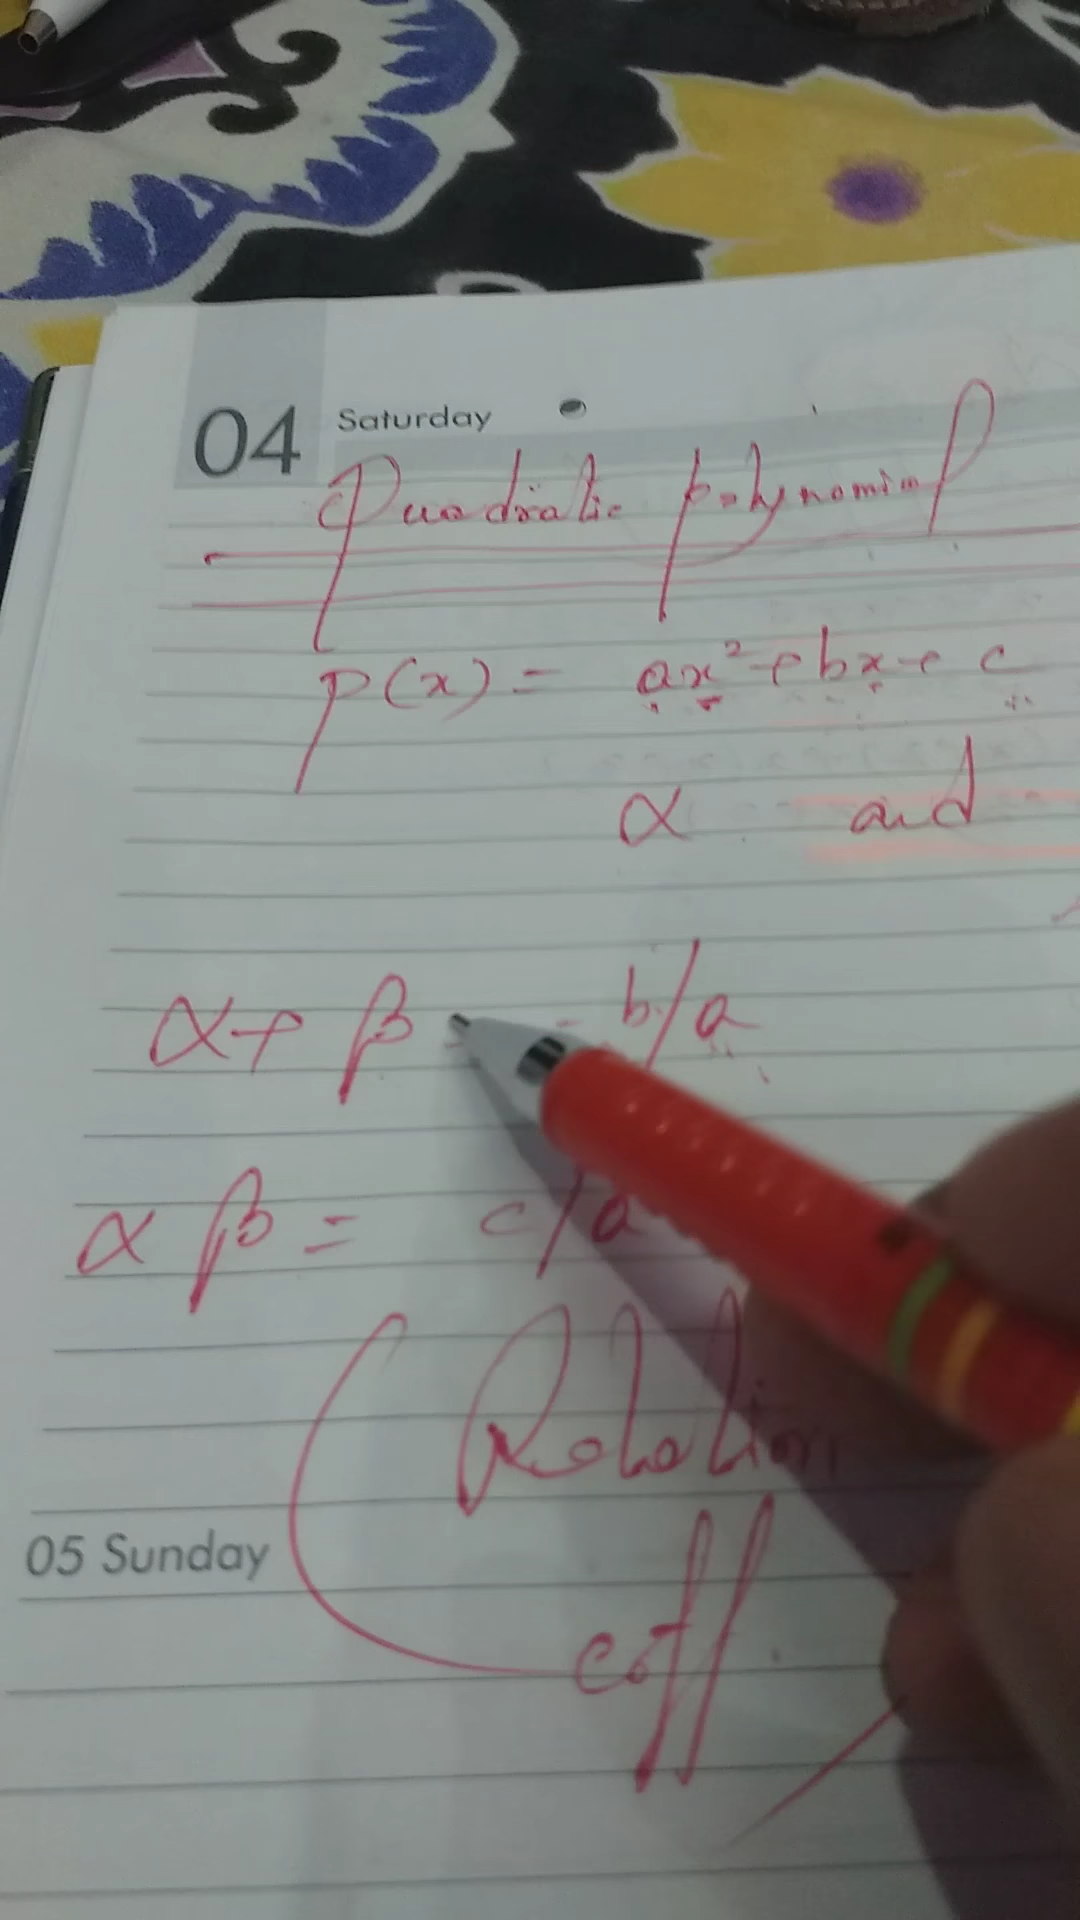 04 Saturday
Quadratic polynomial
p(x) = ax²+bx+c
α and
α+β = -b/a
αβ = c/a
(Relation
coff)
05 Sunday